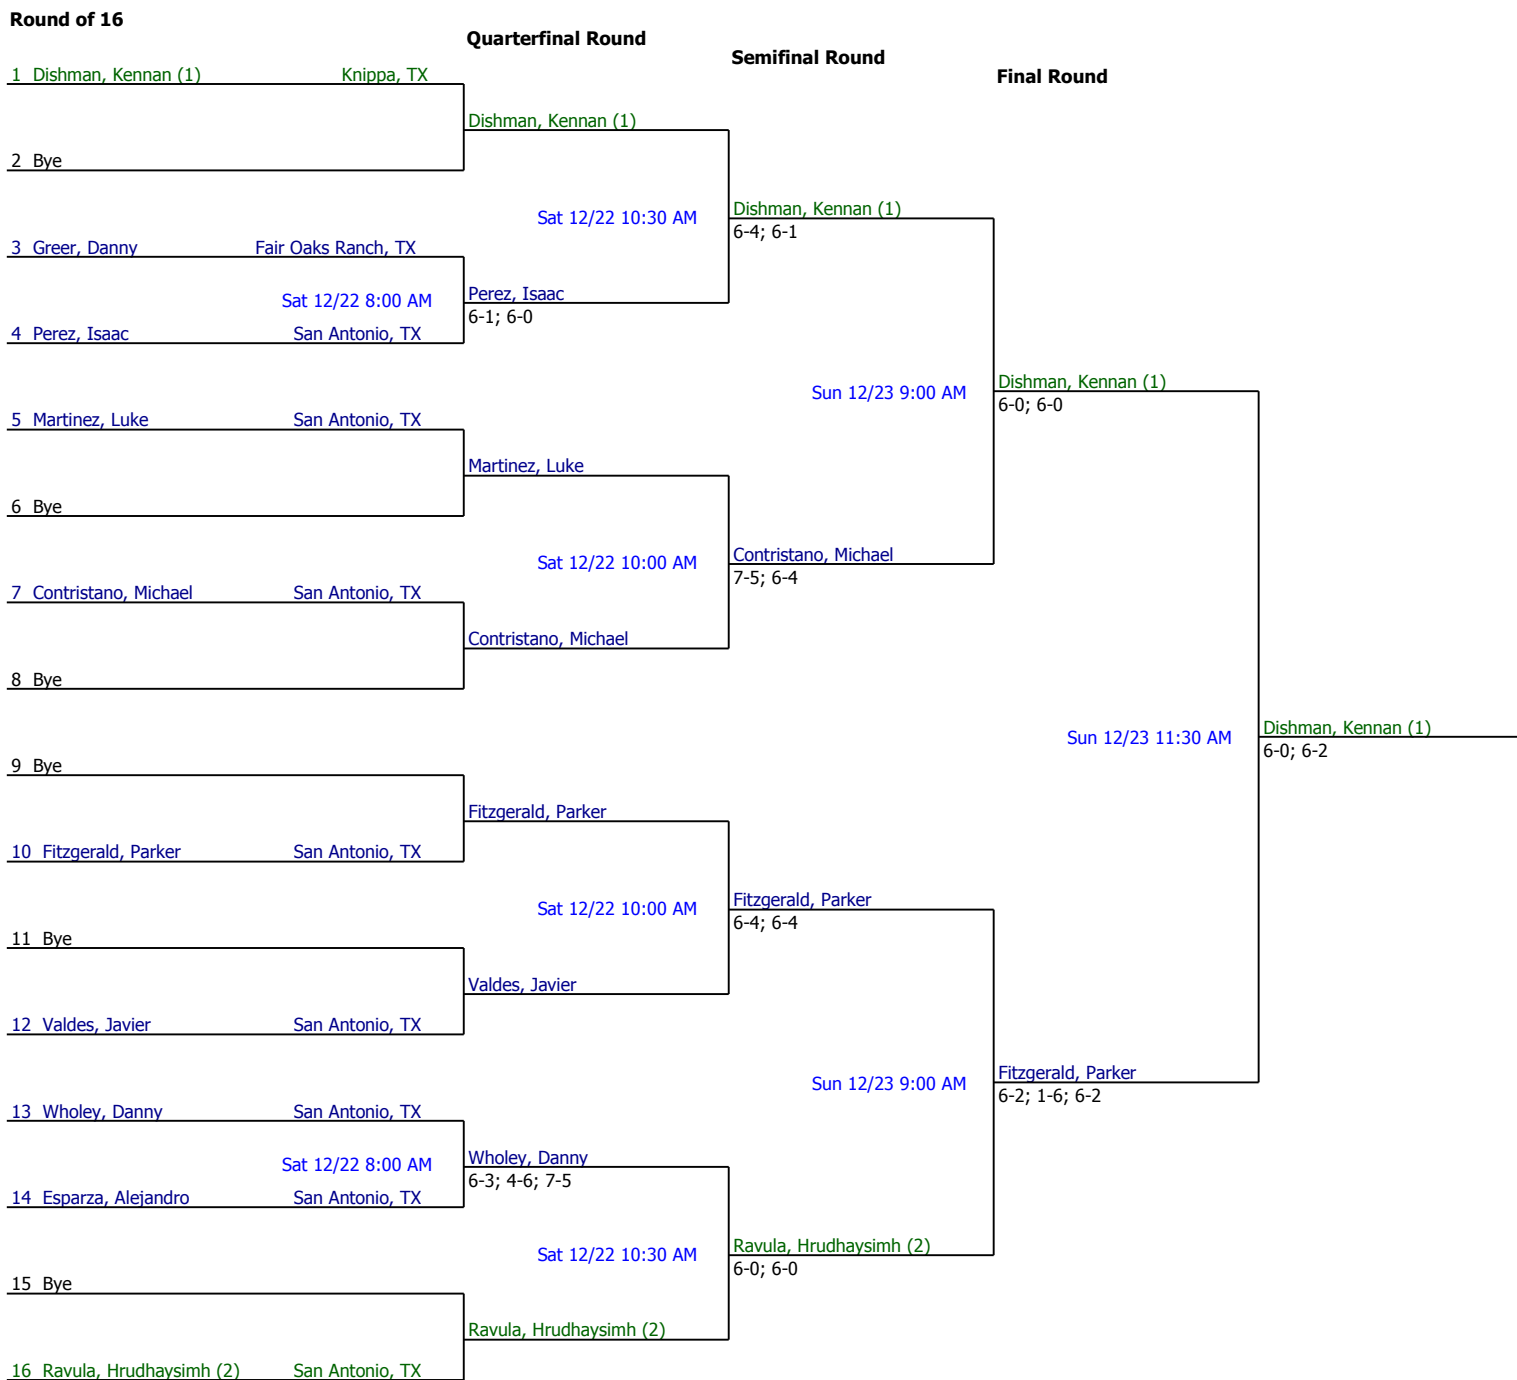 Round of 16
Quarterfinal Round
Semifinal Round
Final Round
1 Dishman, Kennan (1) Knippa, TX
Dishman, Kennan (1)
2 Bye
Sat 12/22 10:30 AM
Dishman, Kennan (1)
6-4; 6-1
3 Greer, Danny Fair Oaks Ranch, TX
Sat 12/22 8:00 AM
Perez, Isaac
6-1; 6-0
4 Perez, Isaac San Antonio, TX
Sun 12/23 9:00 AM
Dishman, Kennan (1)
6-0; 6-0
5 Martinez, Luke San Antonio, TX
Martinez, Luke
6 Bye
Sat 12/22 10:00 AM
Contristano, Michael
7-5; 6-4
7 Contristano, Michael San Antonio, TX
Contristano, Michael
8 Bye
Sun 12/23 11:30 AM
Dishman, Kennan (1)
6-0; 6-2
9 Bye
Fitzgerald, Parker
10 Fitzgerald, Parker San Antonio, TX
Sat 12/22 10:00 AM
Fitzgerald, Parker
6-4; 6-4
11 Bye
Valdes, Javier
12 Valdes, Javier San Antonio, TX
Sun 12/23 9:00 AM
Fitzgerald, Parker
6-2; 1-6; 6-2
13 Wholey, Danny San Antonio, TX
Sat 12/22 8:00 AM
Wholey, Danny
6-3; 4-6; 7-5
14 Esparza, Alejandro San Antonio, TX
Sat 12/22 10:30 AM
Ravula, Hrudhaysimh (2)
6-0; 6-0
15 Bye
Ravula, Hrudhaysimh (2)
16 Ravula, Hrudhaysimh (2) San Antonio, TX